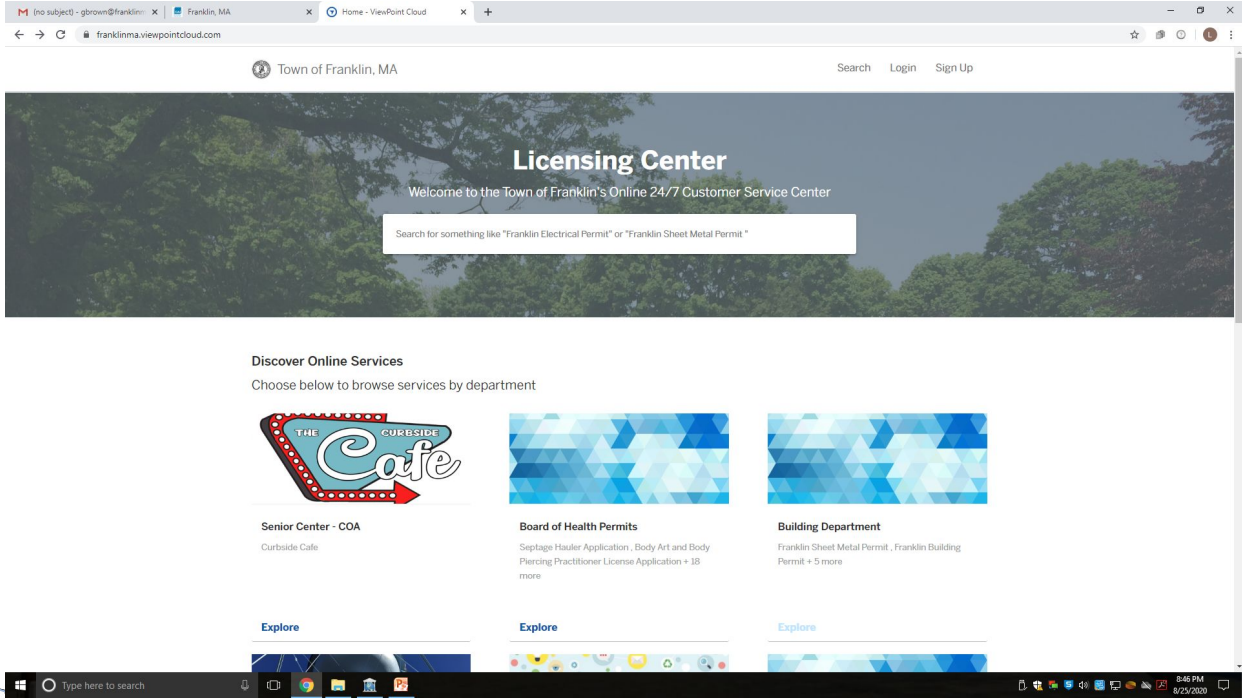 (no subject) - gbrown@franklinm
Franklin, MA
Home - ViewPoint Cloud
franklinma.viewpointcloud.com
L
Town of Franklin, MA
Search Login Sign Up
Licensing Center
Welcome to the Town of Franklin's Online 24/7 Customer Service Center
Search for something like "Franklin Electrical Permit" or "Franklin Sheet Metal Permit "
Discover Online Services
Choose below to browse services by department
THE CURBSIDE
Cafe
Senior Center - COA
Curbside Cafe
Explore
Board of Health Permits
Septage Hauler Application , Body Art and Body
Piercing Practitioner License Application + 18
more
Explore
Building Department
Franklin Sheet Metal Permit , Franklin Building
Permit + 5 more
Explore
Type here to search
8:46 PM
8/25/2020